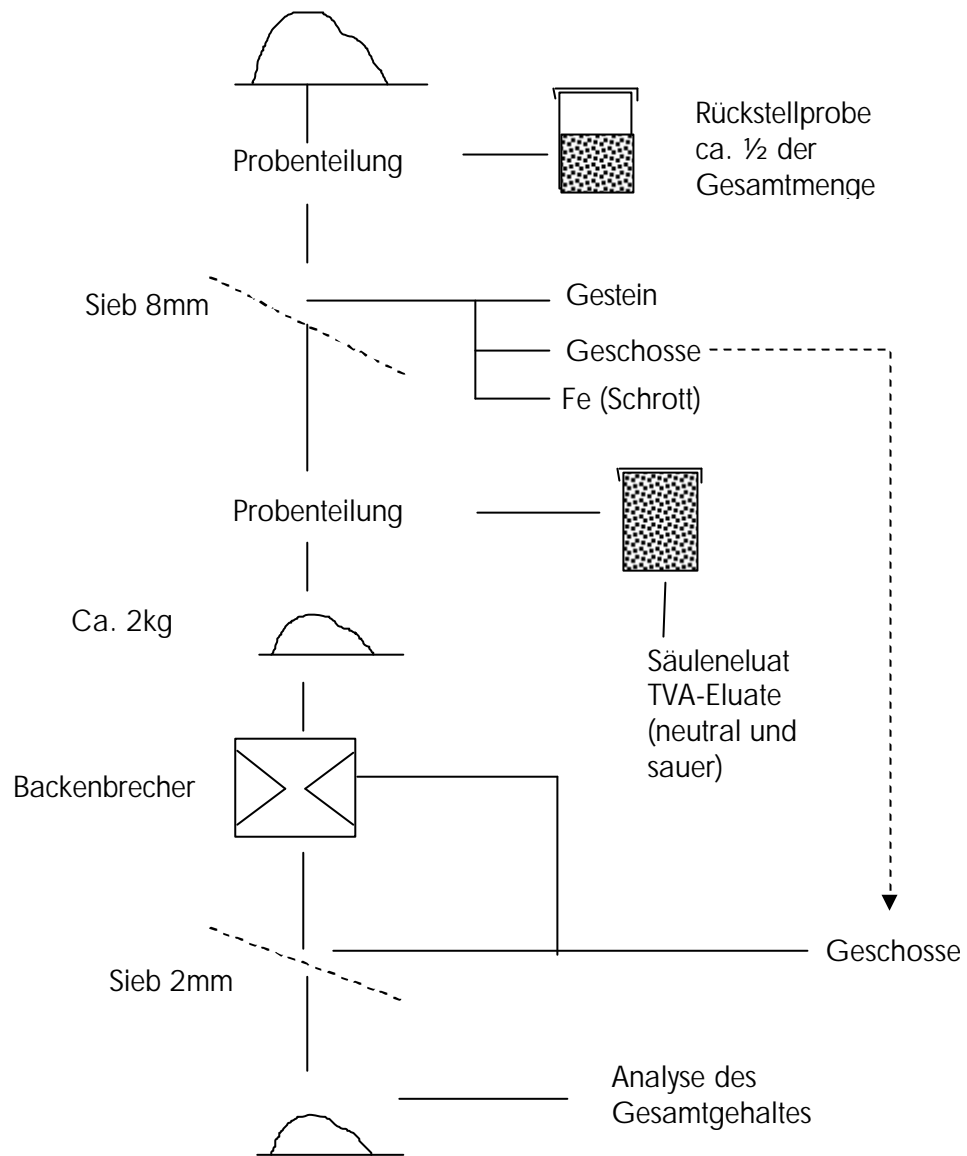 Probenteilung
Rückstellprobe
ca. ½ der
Gesamtmenge
Sieb 8mm
Gestein
Geschosse
Fe (Schrott)
Probenteilung
Ca. 2kg
Säuleneluat
TVA-Eluate
(neutral und
sauer)
Backenbrecher
Geschosse
Sieb 2mm
Analyse des
Gesamtgehaltes